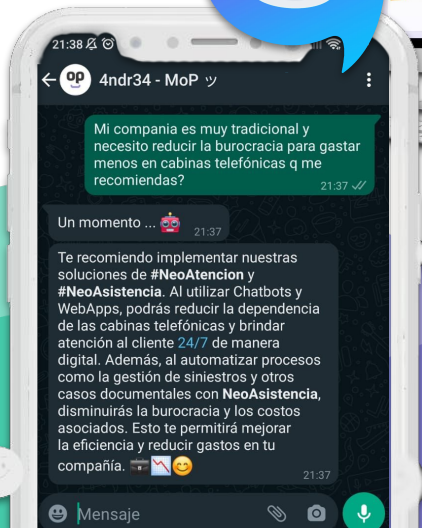 21:38
4ndr34 - MoP ツ
Mi compania es muy tradicional y
necesito reducir la burocracia para gastar
menos en cabinas telefónicas q me
recomiendas?
21:37
Un momento ... 🤖
21:37
Te recomiendo implementar nuestras
soluciones de #NeoAtencion y
#NeoAsistencia. Al utilizar Chatbots y
WebApps, podrás reducir la dependencia
de las cabinas telefónicas y brindar
atención al cliente 24/7 de manera
digital. Además, al automatizar procesos
como la gestión de siniestros y otros
casos documentales con NeoAsistencia,
disminuirás la burocracia y los costos
asociados. Esto te permitirá mejorar
la eficiencia y reducir gastos en tu
compañía. 💼📉😊
21:37
Mensaje